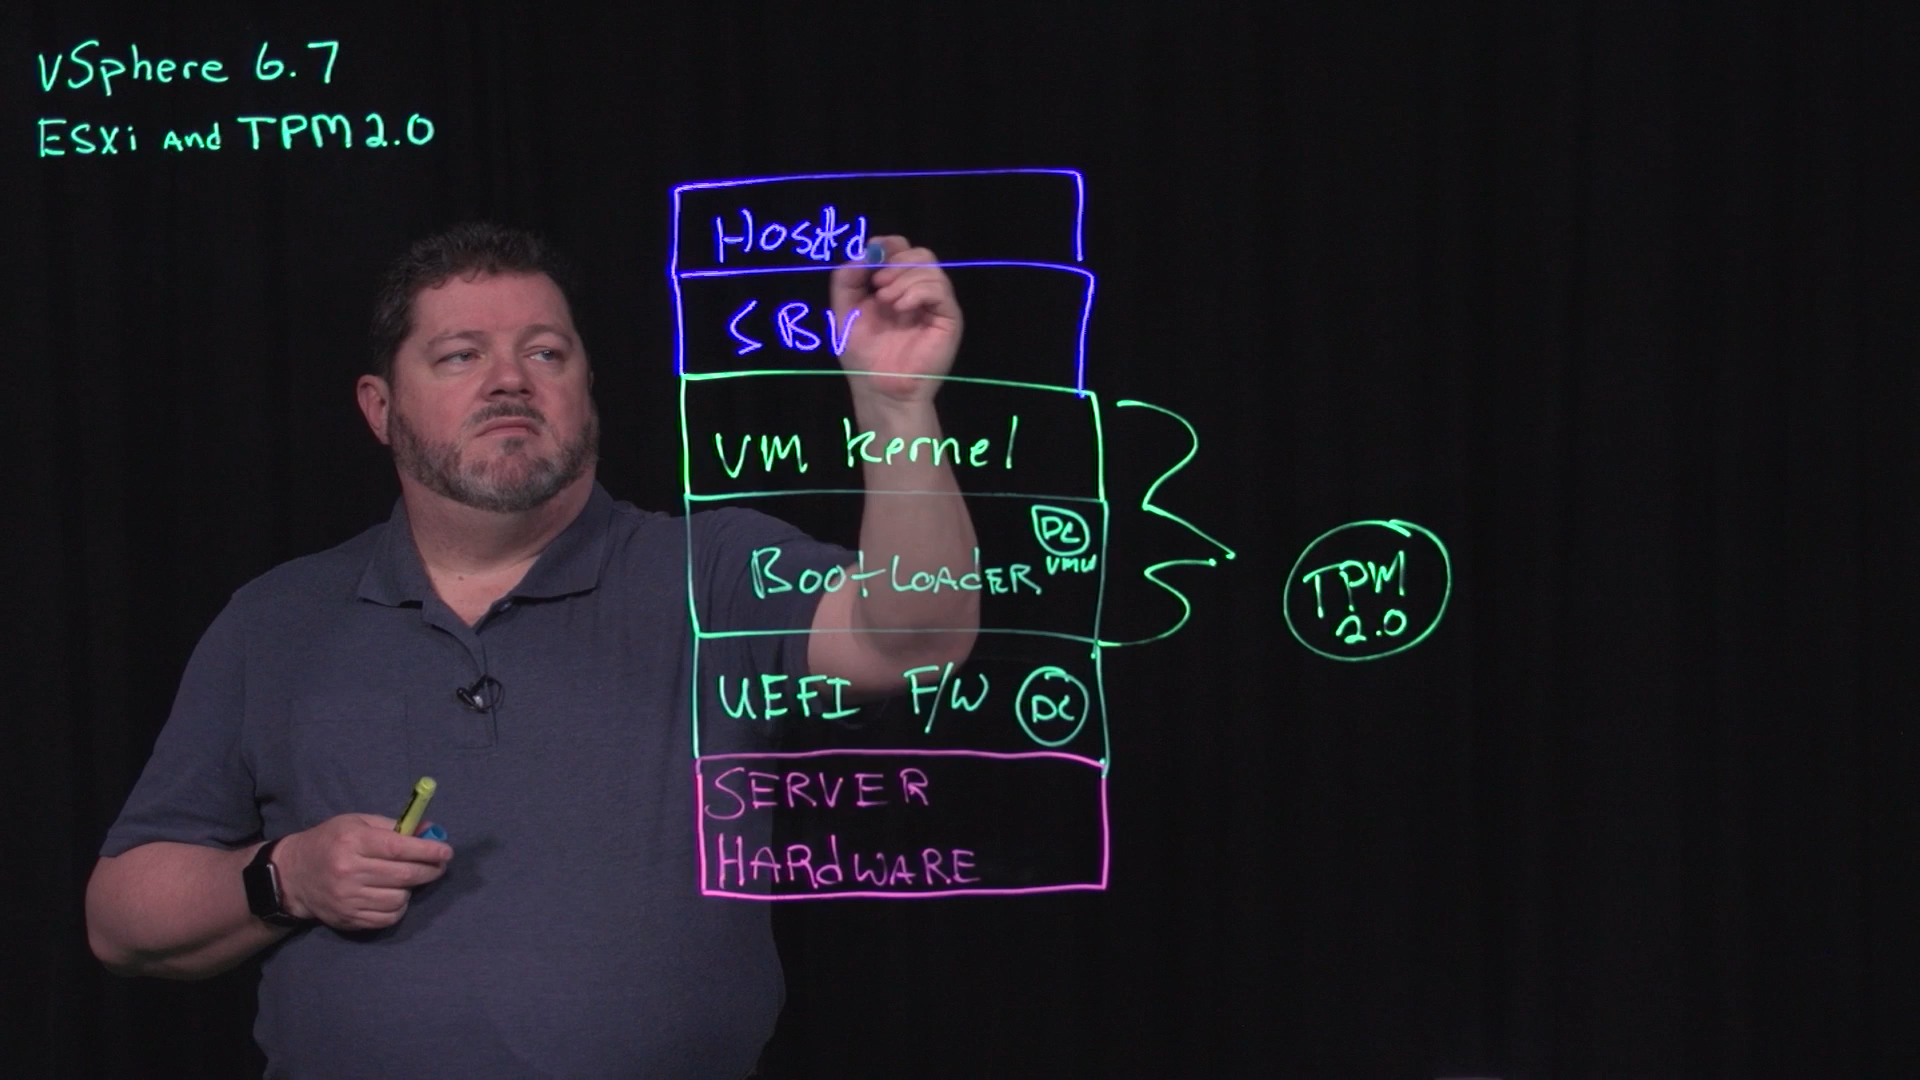 vSphere 6.7
ESXi And TPM 2.0
Hostd
SBV
VM Kernel
DC
VMW
BootLoadER
UEFI F/W DC
SERVER
HARdWARE
TPM
2.0